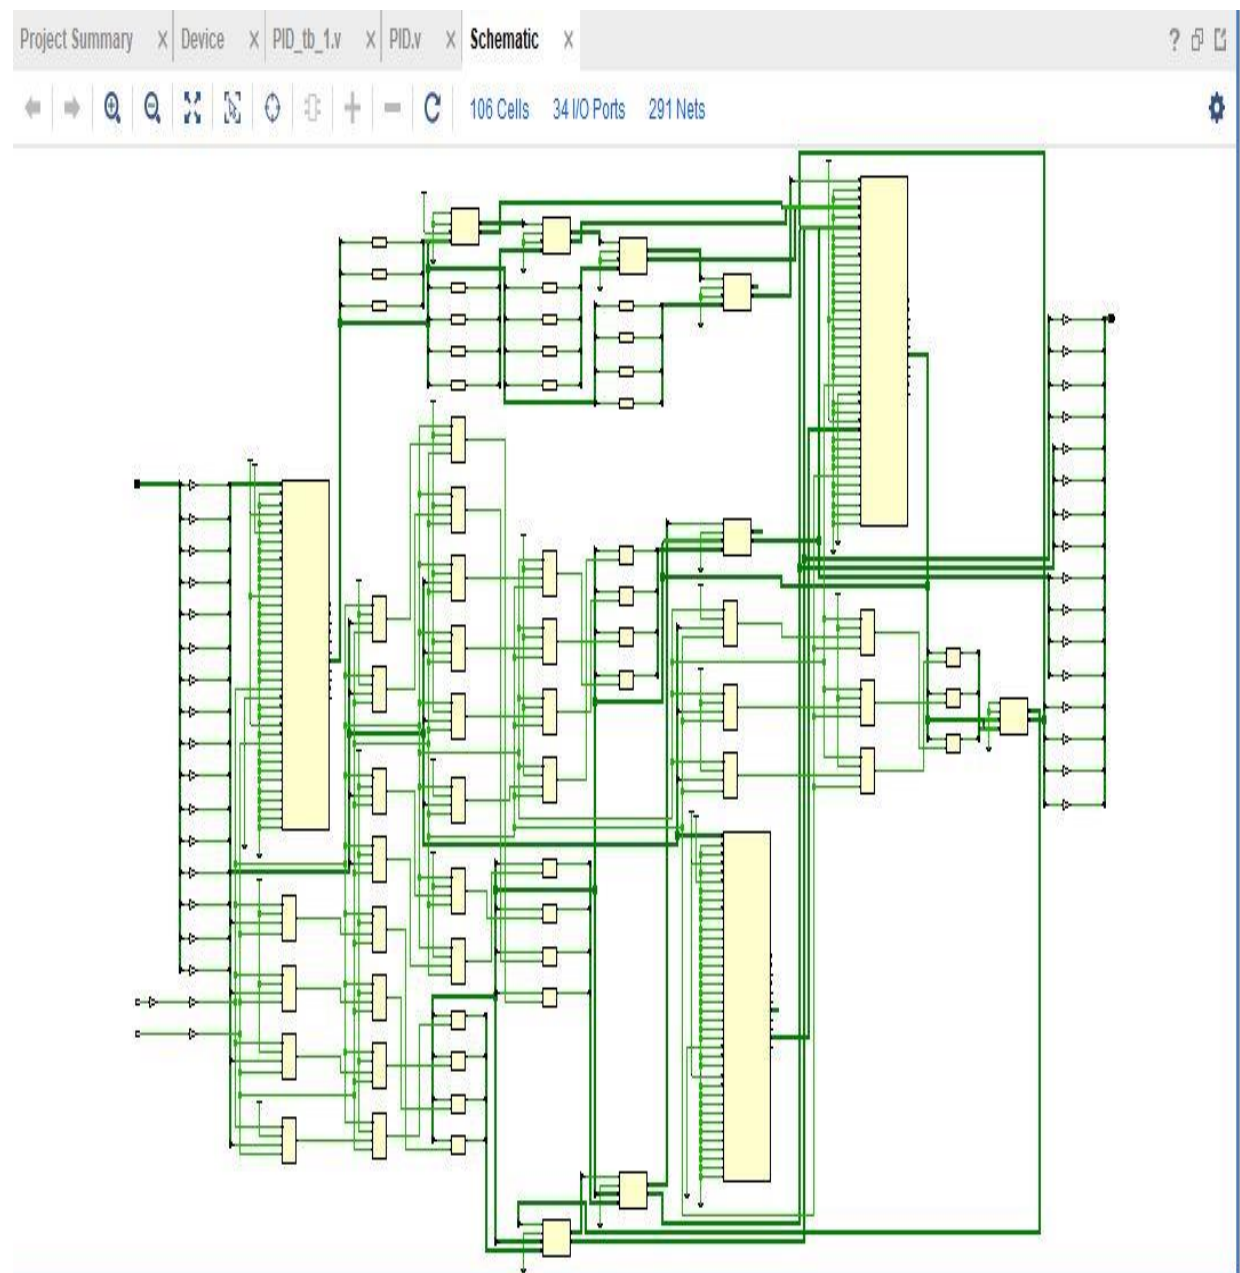 Project Summary × Device × PID_tb_1.v × PID.v × Schematic × ?
106 Cells 34 I/O Ports 291 Nets